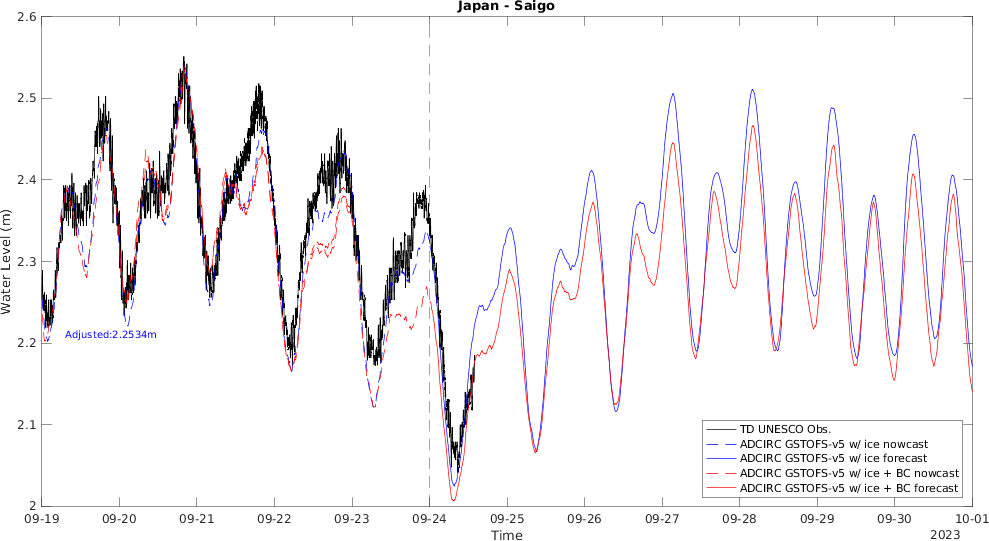 Japan - Saigo
2.6
2.5
2.4
2.3
2.2
2.1
2
Water Level (m)
Adjusted:2.2534m
TD UNESCO Obs.
ADCIRC GSTOFS-v5 w/ ice nowcast
ADCIRC GSTOFS-v5 w/ ice forecast
ADCIRC GSTOFS-v5 w/ ice + BC nowcast
ADCIRC GSTOFS-v5 w/ ice + BC forecast
09-19 09-20 09-21 09-22 09-23 09-24 09-25 09-26 09-27 09-28 09-29 09-30 10-01
Time
2023